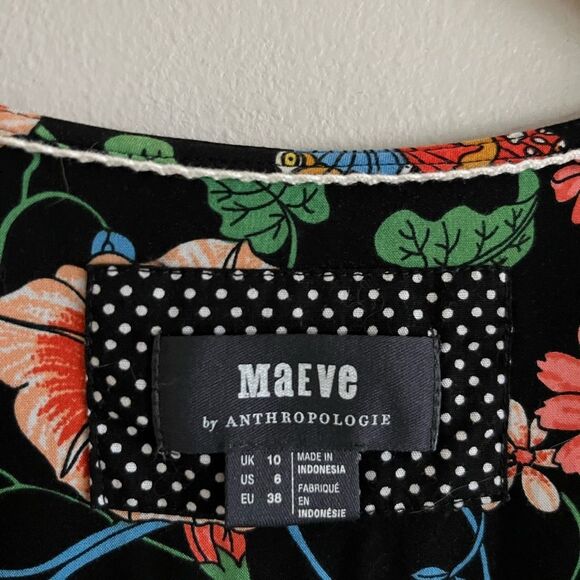 MaEve
by ANTHROPOLOGIE
UK 10
US 6
EU 38
MADE IN
INDONESIA
FABRIQUÉ
EN
INDONÉSIE